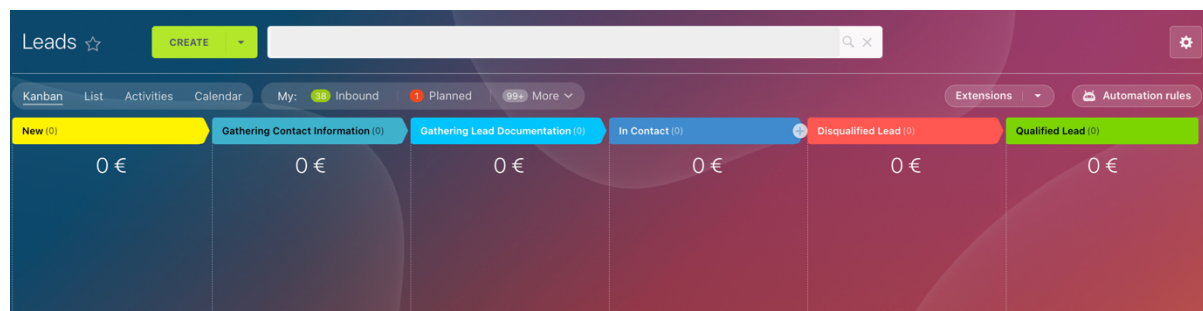 Leads
CREATE
Kanban List Activities Calendar My: 38 Inbound 1 Planned 99+ More Extensions Automation rules
New (0) Gathering Contact Information (0) Gathering Lead Documentation (0) In Contact (0) Disqualified Lead (0) Qualified Lead (0)
0 € 0 € 0 € 0 € 0 € 0 €